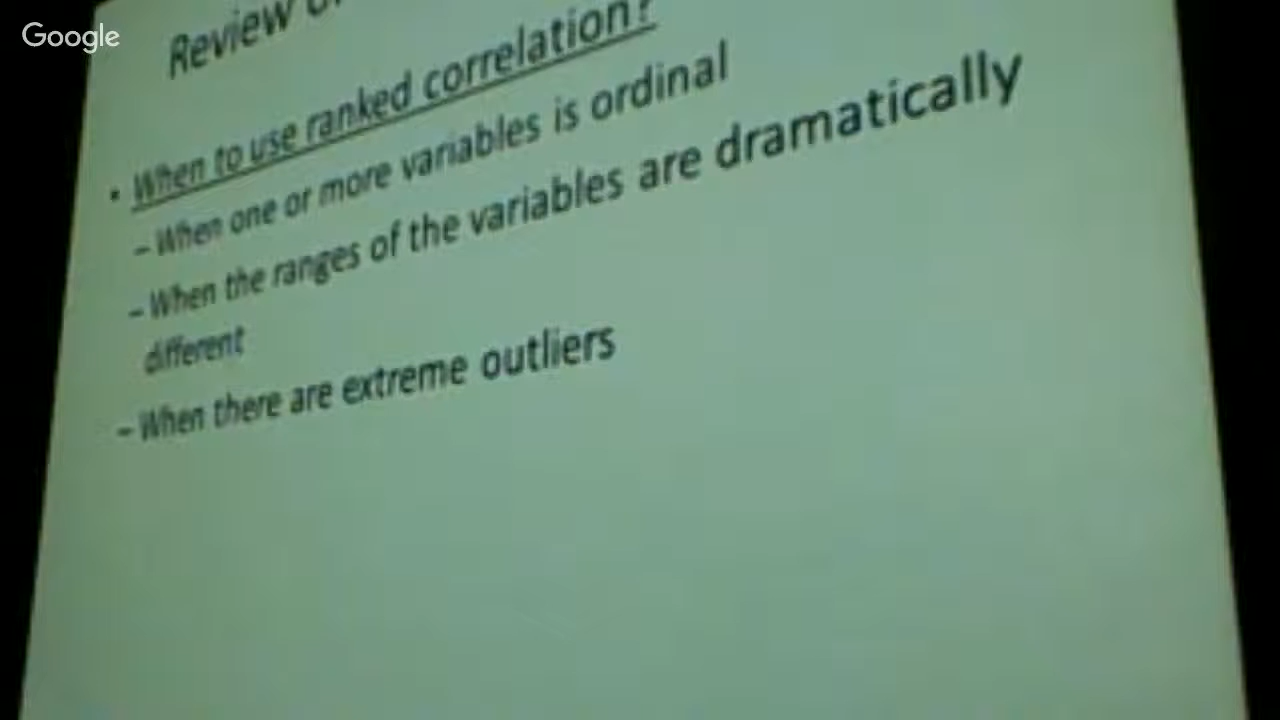 Google
Review
• When to use ranked correlation?
– When one or more variables is ordinal
– When the ranges of the variables are dramatically
different
– When there are extreme outliers